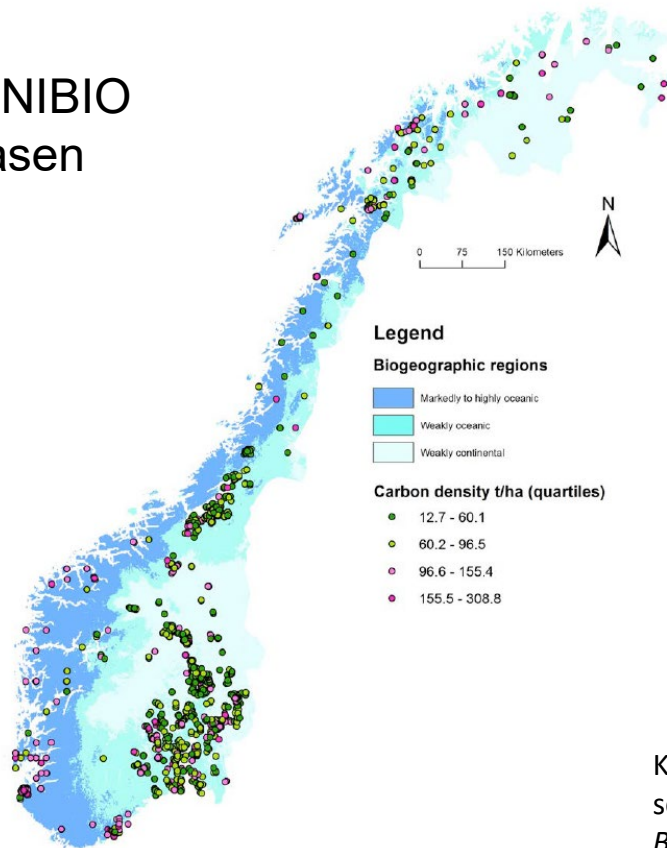 NIBIO
asen
N
0 75 150 Kilometers
Legend
Biogeographic regions
Markedly to highly oceanic
Weakly oceanic
Weakly continental
Carbon density t/ha (quartiles)
12.7 - 60.1
60.2 - 96.5
96.6 - 155.4
155.5 - 308.8
K
s
B